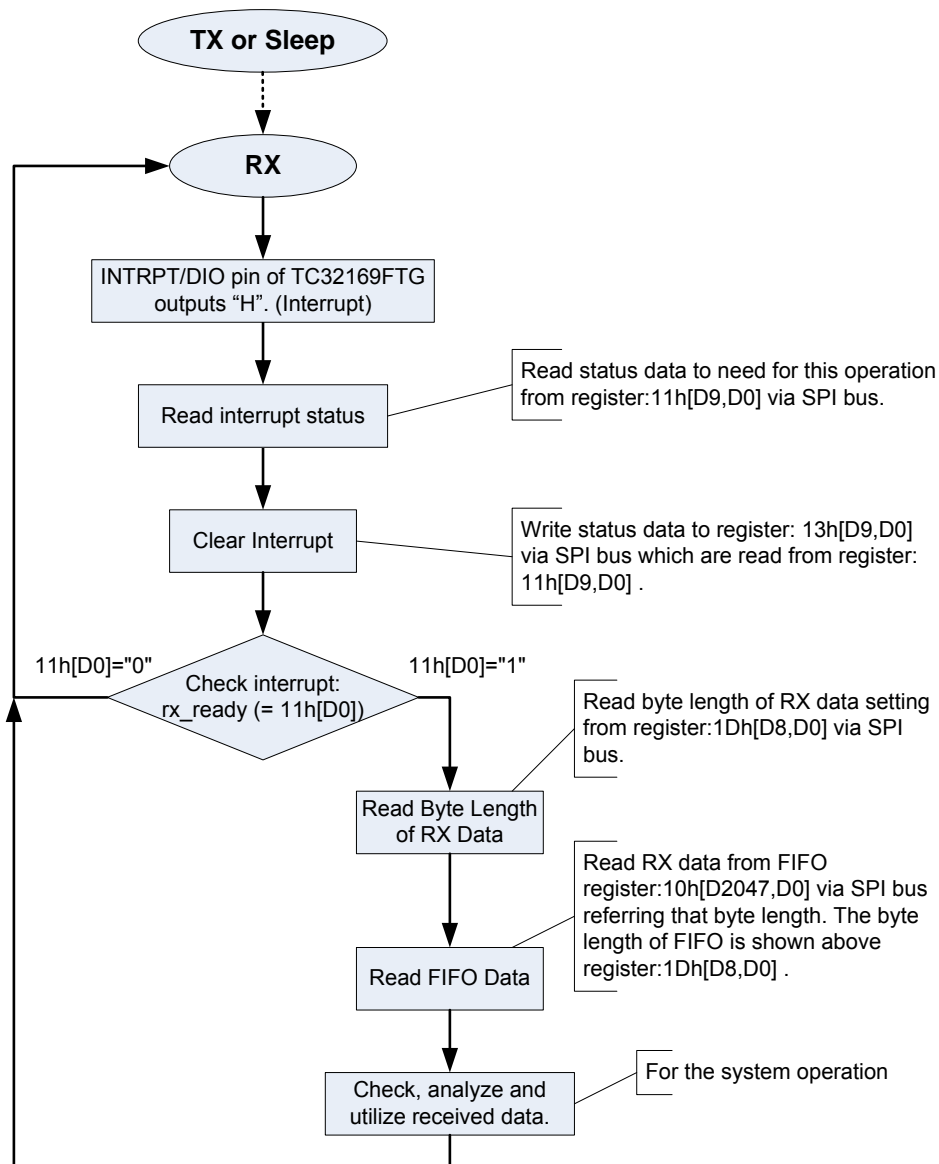 TX or Sleep
RX
INTRPT/DIO pin of TC32169FTG
outputs “H”. (Interrupt)
Read interrupt status
Read status data to need for this operation
from register:11h[D9,D0] via SPI bus.
Clear Interrupt
Write status data to register: 13h[D9,D0]
via SPI bus which are read from register:
11h[D9,D0] .
11h[D0]="0"
11h[D0]="1"
Check interrupt:
rx_ready (= 11h[D0])
Read byte length of RX data setting
from register:1Dh[D8,D0] via SPI
bus.
Read Byte Length
of RX Data
Read RX data from FIFO
register:10h[D2047,D0] via SPI bus
referring that byte length. The byte
length of FIFO is shown above
register:1Dh[D8,D0] .
Read FIFO Data
For the system operation
Check, analyze and
utilize received data.